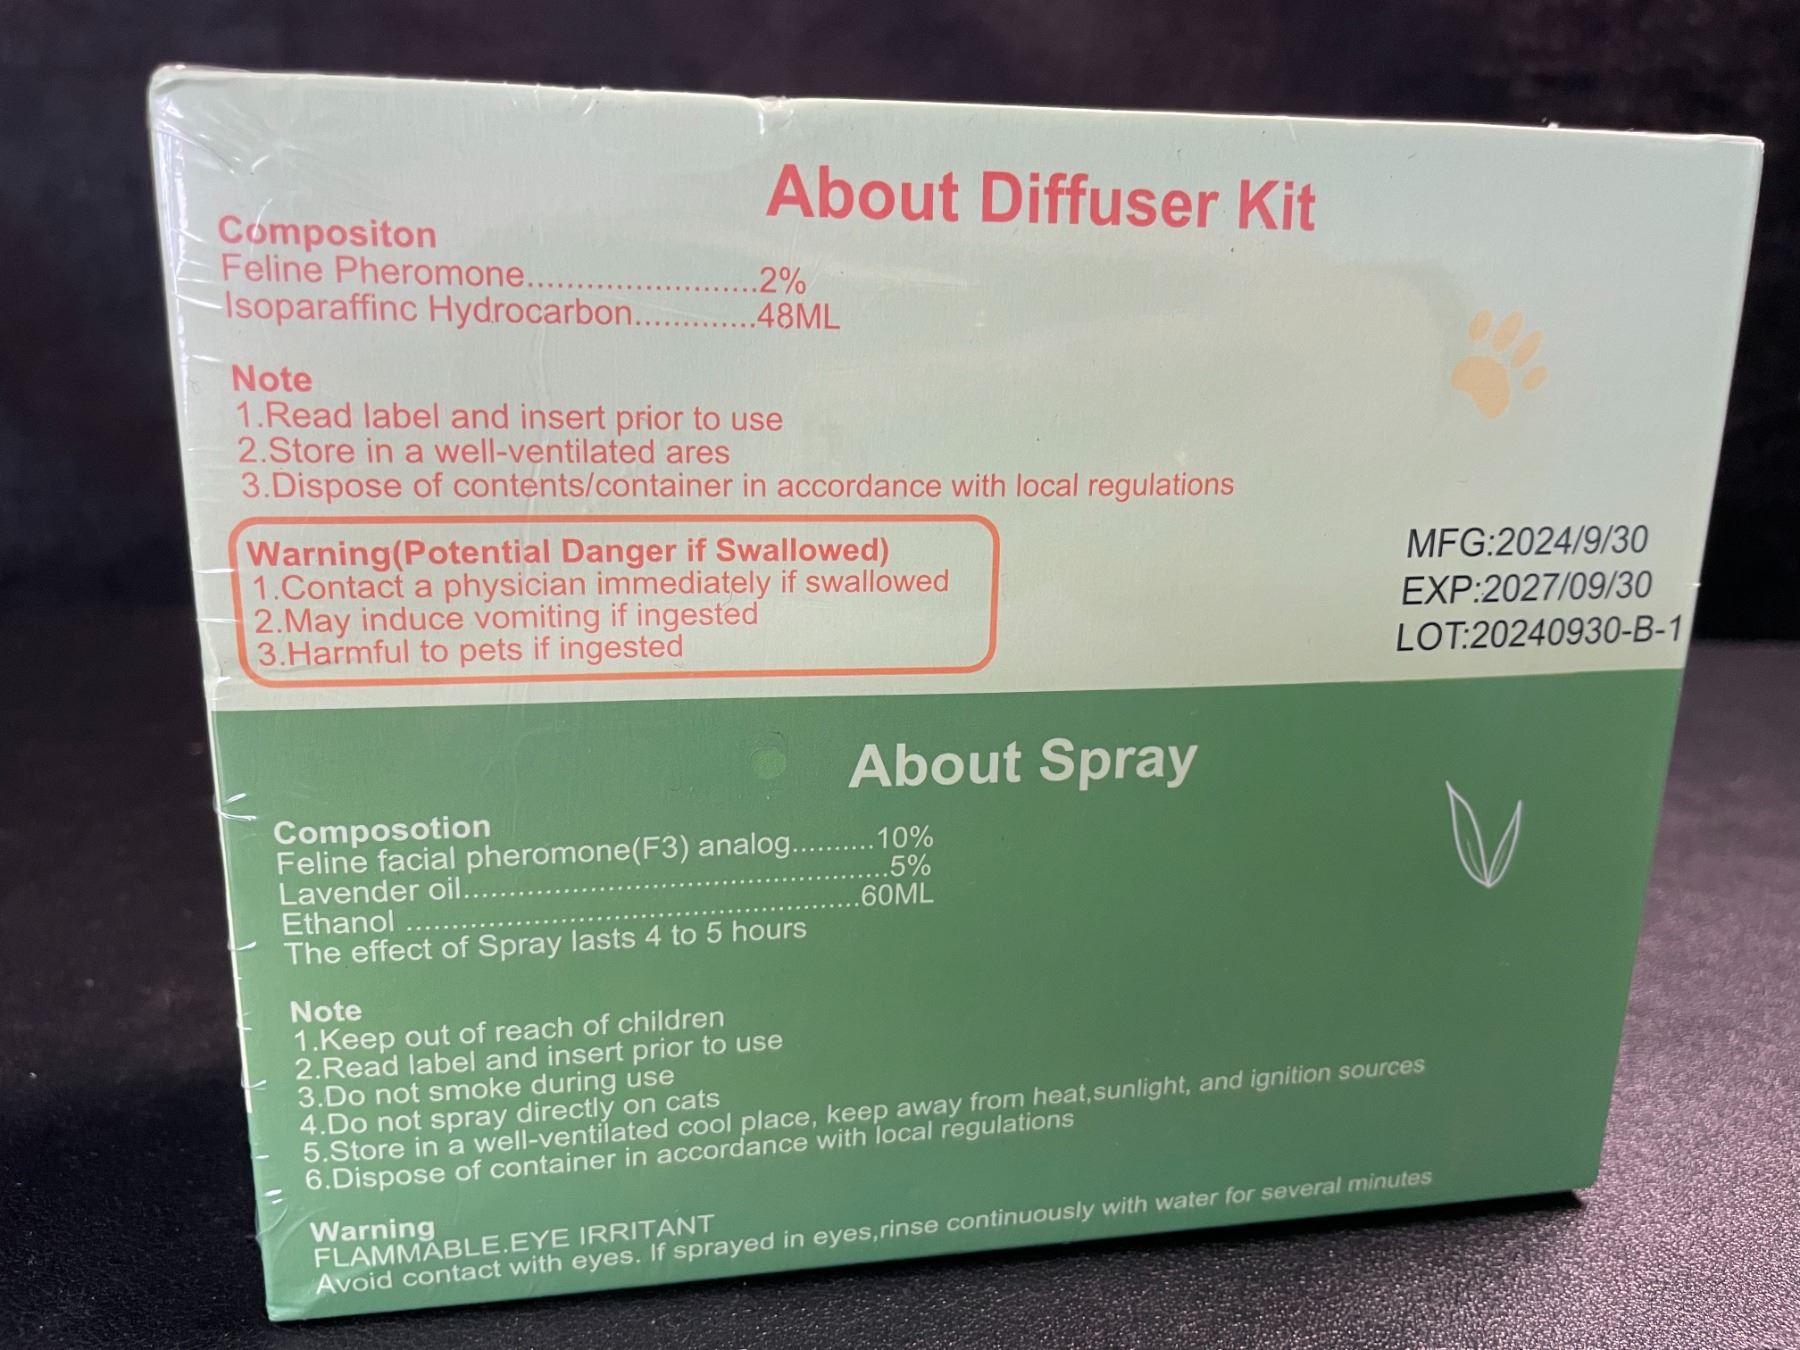 About Diffuser Kit
Compositon
Feline Pheromone........................2%
Isoparaffinc Hydrocarbon.............48ML
Note
1.Read label and insert prior to use
2.Store in a well-ventilated ares
3.Dispose of contents/container in accordance with local regulations
Warning(Potential Danger if Swallowed)
1.Contact a physician immediately if swallowed
2.May induce vomiting if ingested
3.Harmful to pets if ingested
MFG:2024/9/30
EXP:2027/09/30
LOT:20240930-B-1
About Spray
Composotion
Feline facial pheromone(F3) analog..........10%
Lavender oil...................................................5%
Ethanol ......................................................60ML
The effect of Spray lasts 4 to 5 hours
Note
1.Keep out of reach of children
2.Read label and insert prior to use
3.Do not smoke during use
4.Do not spray directly on cats
5.Store in a well-ventilated cool place, keep away from heat,sunlight, and ignition sources
6.Dispose of container in accordance with local regulations
Warning
FLAMMABLE.EYE IRRITANT
Avoid contact with eyes. If sprayed in eyes,rinse continuously with water for several minutes